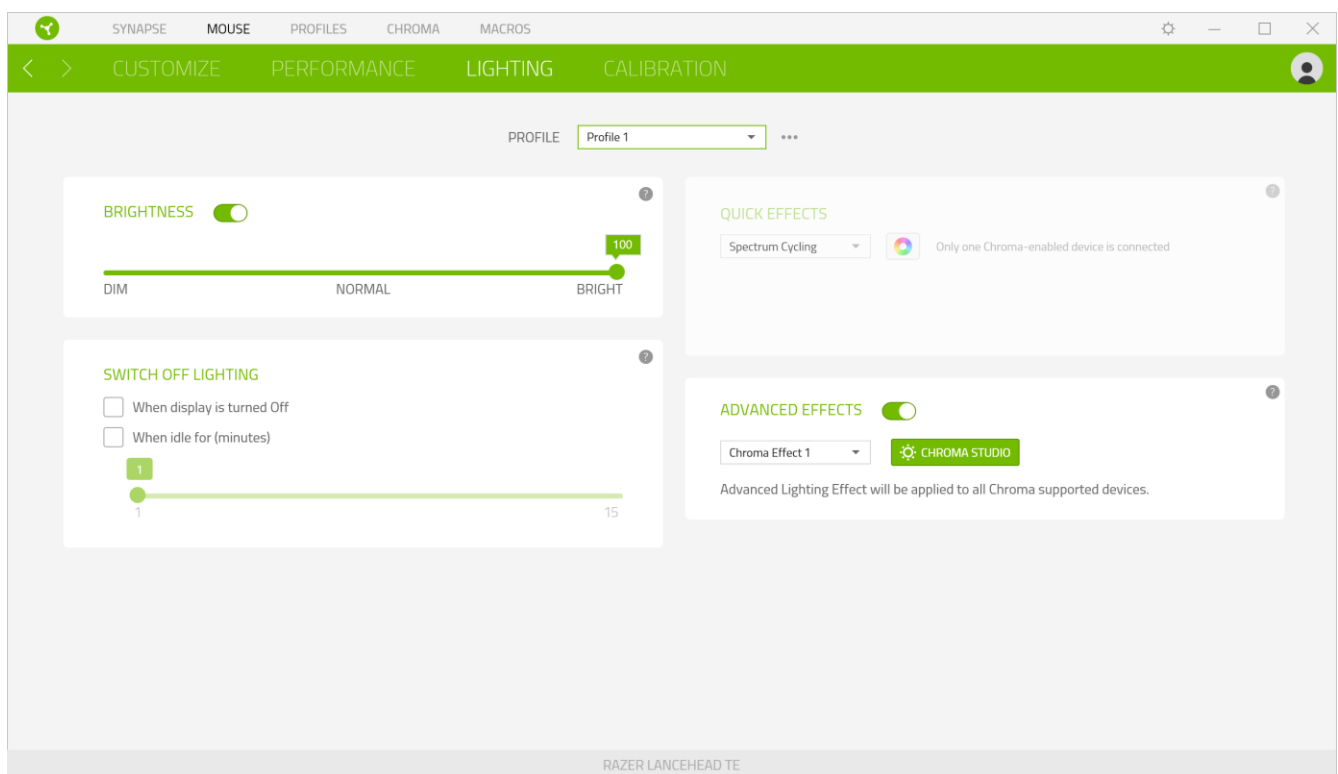 SYNAPSE MOUSE PROFILES CHROMA MACROS
CUSTOMIZE PERFORMANCE LIGHTING CALIBRATION
PROFILE Profile 1
BRIGHTNESS
100
DIM NORMAL BRIGHT
SWITCH OFF LIGHTING
When display is turned Off
When idle for (minutes)
1
1 15
QUICK EFFECTS
Spectrum Cycling Only one Chroma-enabled device is connected
ADVANCED EFFECTS
Chroma Effect 1 CHROMA STUDIO
Advanced Lighting Effect will be applied to all Chroma supported devices.
RAZER LANCEHEAD TE